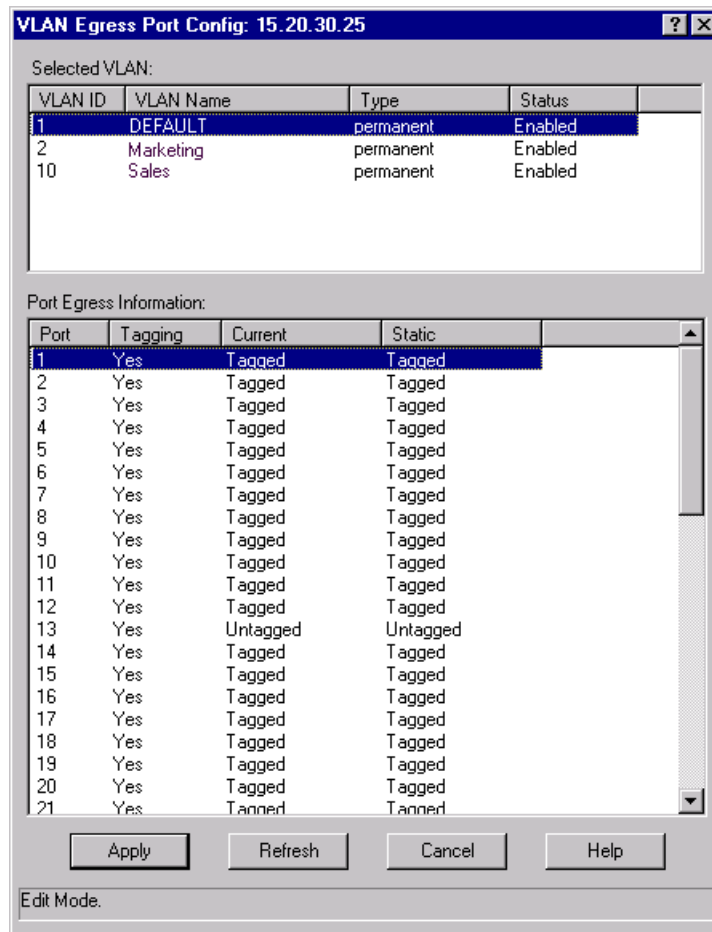 VLAN Egress Port Config: 15.20.30.25 ? X
Selected VLAN:
VLAN ID VLAN Name Type Status
1 DEFAULT permanent Enabled
2 Marketing permanent Enabled
10 Sales permanent Enabled
Port Egress Information:
Port Tagging Current Static
1 Yes Tagged Tagged
2 Yes Tagged Tagged
3 Yes Tagged Tagged
4 Yes Tagged Tagged
5 Yes Tagged Tagged
6 Yes Tagged Tagged
7 Yes Tagged Tagged
8 Yes Tagged Tagged
9 Yes Tagged Tagged
10 Yes Tagged Tagged
11 Yes Tagged Tagged
12 Yes Tagged Tagged
13 Yes Untagged Untagged
14 Yes Tagged Tagged
15 Yes Tagged Tagged
16 Yes Tagged Tagged
17 Yes Tagged Tagged
18 Yes Tagged Tagged
19 Yes Tagged Tagged
20 Yes Tagged Tagged
21 Yes Tagged Tagged
Apply Refresh Cancel Help
Edit Mode.